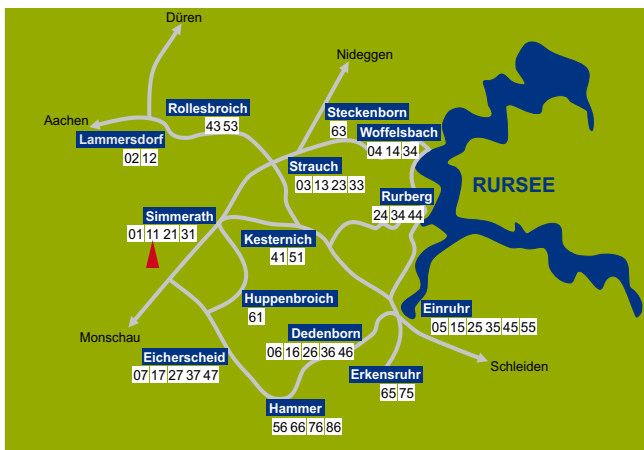 Düren
Nideggen
Aachen
Rollesbroich
43 53
Steckenborn
63
Lammersdorf
02 12
Woffelsbach
04 14 34
Strauch
03 13 23 33
RURSEE
Rurberg
24 34 44
Simmerath
01 11 21 31
Kesternich
41 51
Huppenbroich
61
Einruhr
05 15 25 35 45 55
Monschau
Dedenborn
06 16 26 36 46
Eicherscheid
07 17 27 37 47
Schleiden
Erkensruhr
65 75
Hammer
56 66 76 86